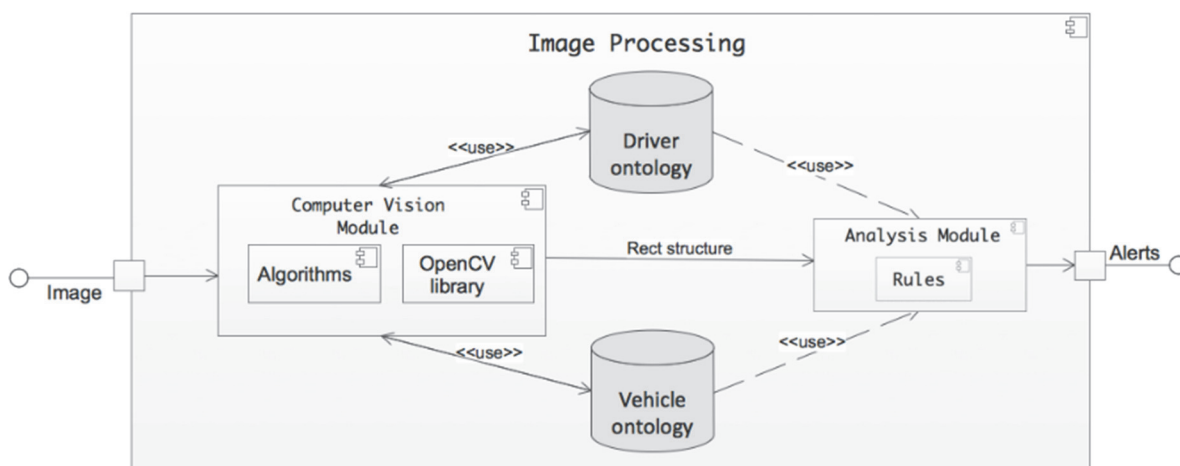 Image Processing
Driver
ontology
<<use>>
<<use>>
Computer Vision
Module
Algorithms
OpenCV
library
Rect structure
Analysis Module
Rules
Image
Alerts
<<use>>
<<use>>
Vehicle
ontology